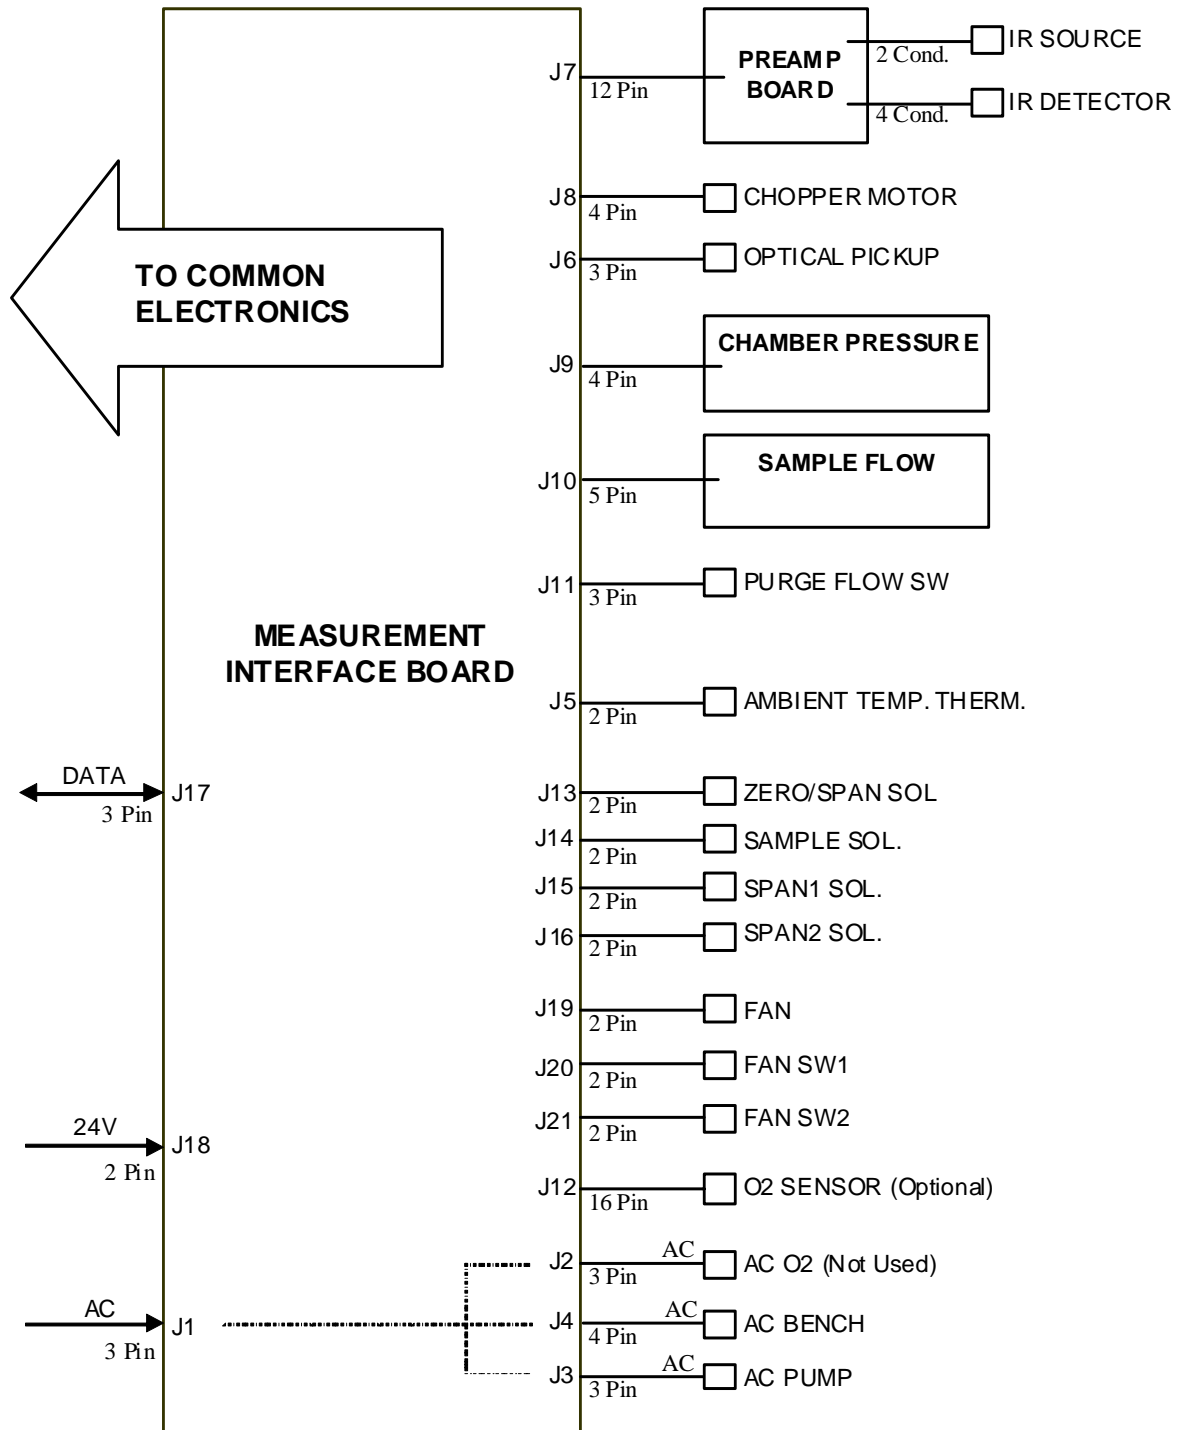 J7
12 Pin
PREAMP
BOARD
2 Cond.
IR SOURCE
4 Cond.
IR DETECTOR
J8
4 Pin
CHOPPER MOTOR
J6
3 Pin
OPTICAL PICKUP
TO COMMON
ELECTRONICS
J9
4 Pin
CHAMBER PRESSURE
J10
5 Pin
SAMPLE FLOW
J11
3 Pin
PURGE FLOW SW
MEASUREMENT
INTERFACE BOARD
J5
2 Pin
AMBIENT TEMP. THERM.
DATA
3 Pin
J17
J13
2 Pin
ZERO/SPAN SOL
J14
2 Pin
SAMPLE SOL.
J15
2 Pin
SPAN1 SOL.
J16
2 Pin
SPAN2 SOL.
J19
2 Pin
FAN
J20
2 Pin
FAN SW1
J21
2 Pin
FAN SW2
24V
2 Pin
J18
J12
16 Pin
O2 SENSOR (Optional)
J2
AC
3 Pin
AC O2 (Not Used)
AC
3 Pin
J1
J4
AC
4 Pin
AC BENCH
J3
AC
3 Pin
AC PUMP